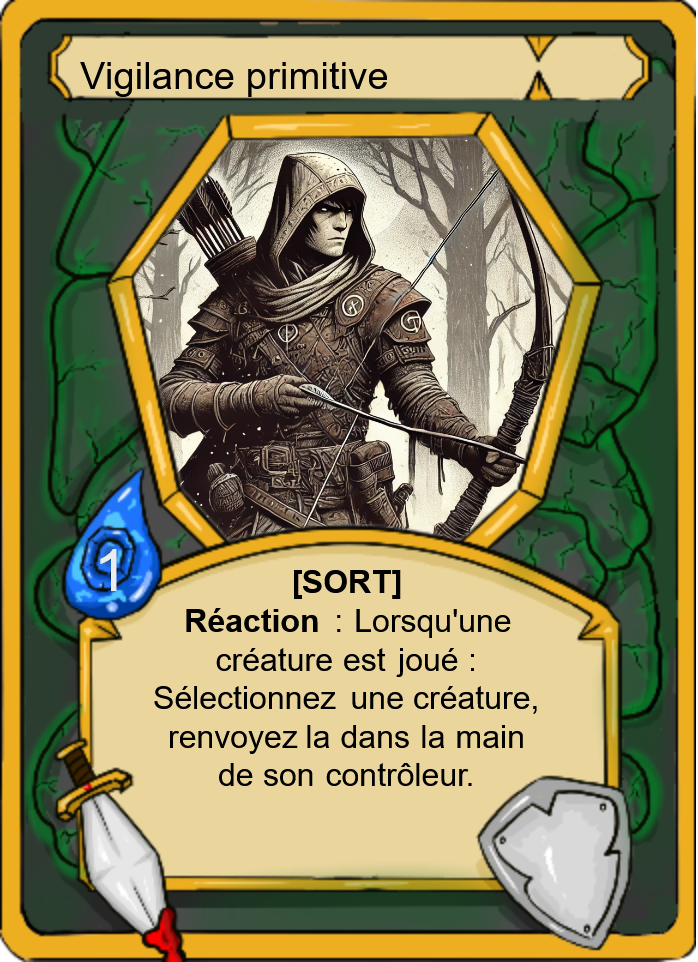 Vigilance primitive
1
[SORT]
Réaction : Lorsqu'une
créature est joué :
Sélectionnez une créature,
renvoyez la dans la main
de son contrôleur.